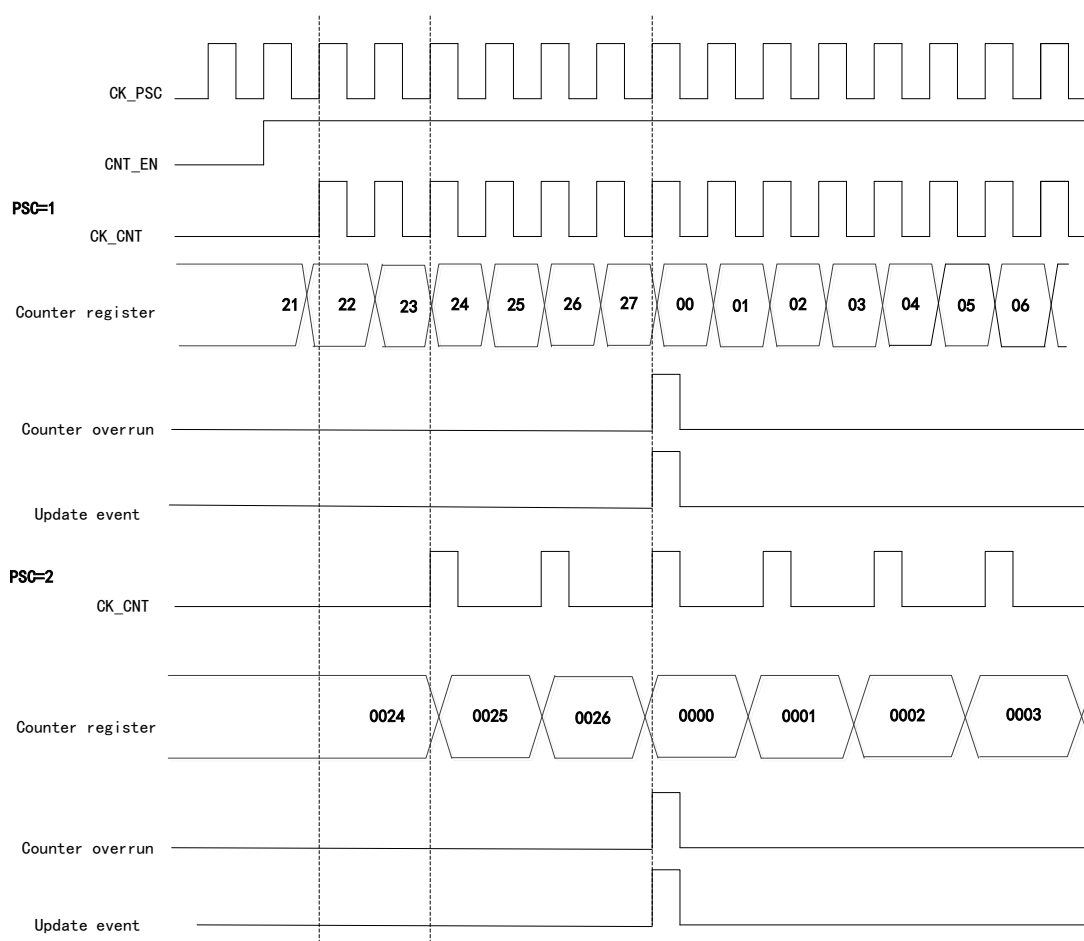 CK_PSC
CNT_EN
PSC=1
CK_CNT
Counter register 21 22 23 24 25 26 27 00 01 02 03 04 05 06
Counter overrun
Update event
PSC=2
CK_CNT
Counter register 0024 0025 0026 0000 0001 0002 0003
Counter overrun
Update event